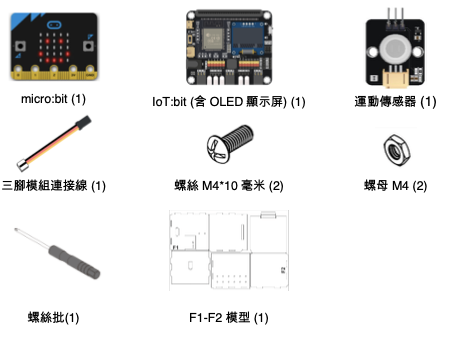 micro:bit (1)
IoT:bit (含 OLED 顯示屏) (1)
運動傳感器 (1)
三腳模組連接線 (1)
螺絲 M4*10 毫米 (2)
螺母 M4 (2)
F1
F2
螺絲批(1)
F1-F2 模型 (1)